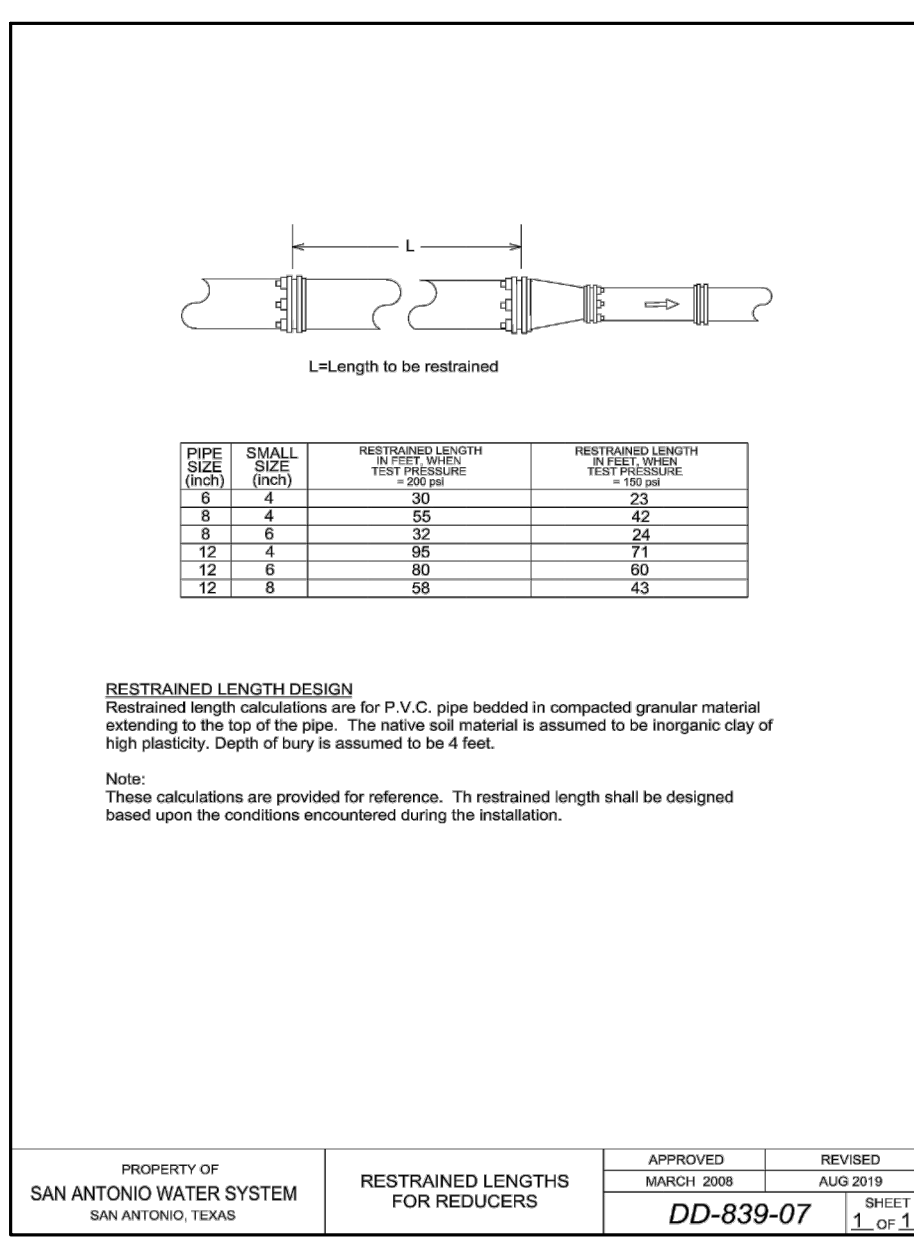 L
L=Length to be restrained
PIPE SIZE (inch) SMALL SIZE (inch) RESTRAINED LENGTH IN FEET, WHEN TEST PRESSURE = 200 psi RESTRAINED LENGTH IN FEET, WHEN TEST PRESSURE = 150 psi
6 4 30 23
8 4 55 42
8 6 32 24
12 4 95 71
12 6 80 60
12 8 58 43
RESTRAINED LENGTH DESIGN
Restrained length calculations are for P.V.C. pipe bedded in compacted granular material
extending to the top of the pipe. The native soil material is assumed to be inorganic clay of
high plasticity. Depth of bury is assumed to be 4 feet.
Note:
These calculations are provided for reference. Th restrained length shall be designed
based upon the conditions encountered during the installation.
PROPERTY OF
SAN ANTONIO WATER SYSTEM
SAN ANTONIO, TEXAS
RESTRAINED LENGTHS
FOR REDUCERS
APPROVED REVISED
MARCH 2008 AUG 2019
DD-839-07
SHEET
1 OF 1